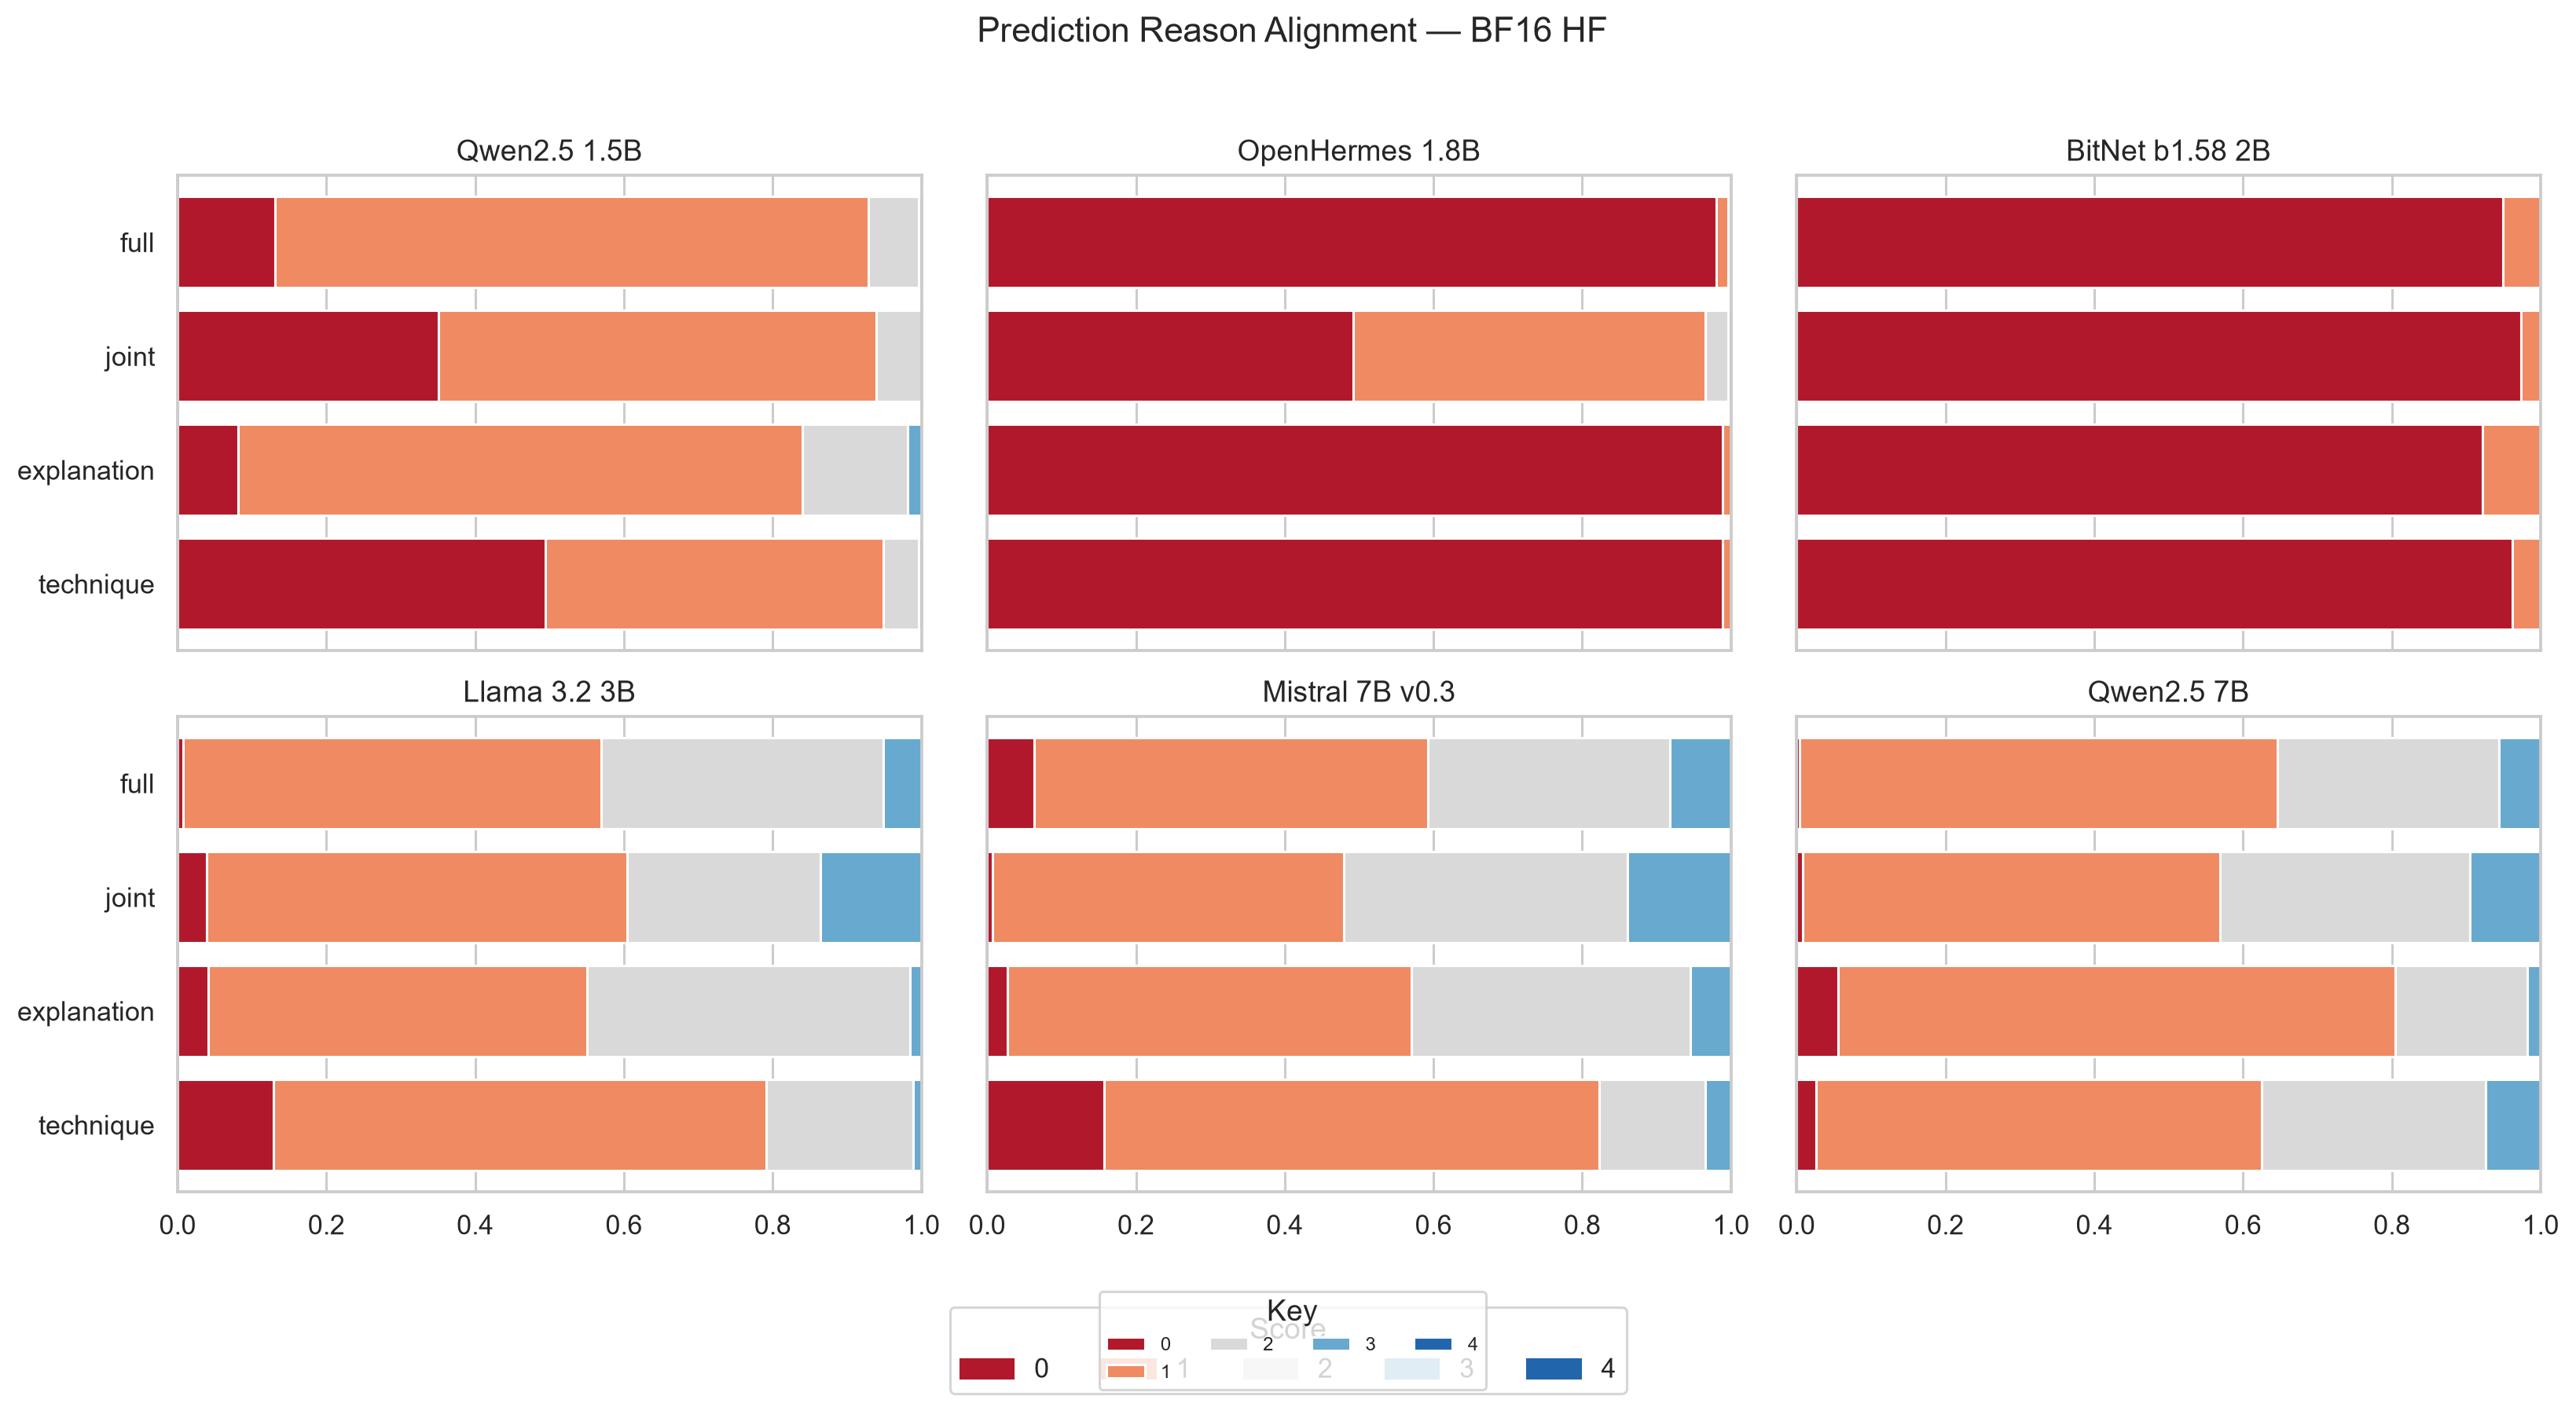 Prediction Reason Alignment — BF16 HF
Qwen2.5 1.5B
OpenHermes 1.8B
BitNet b1.58 2B
full
joint
explanation
technique
Llama 3.2 3B
Mistral 7B v0.3
Qwen2.5 7B
full
joint
explanation
technique
0.0 0.2 0.4 0.6 0.8 1.0
0.0 0.2 0.4 0.6 0.8 1.0
0.0 0.2 0.4 0.6 0.8 1.0
Key
0 2 3 4
1
Score
0 1 2 3 4